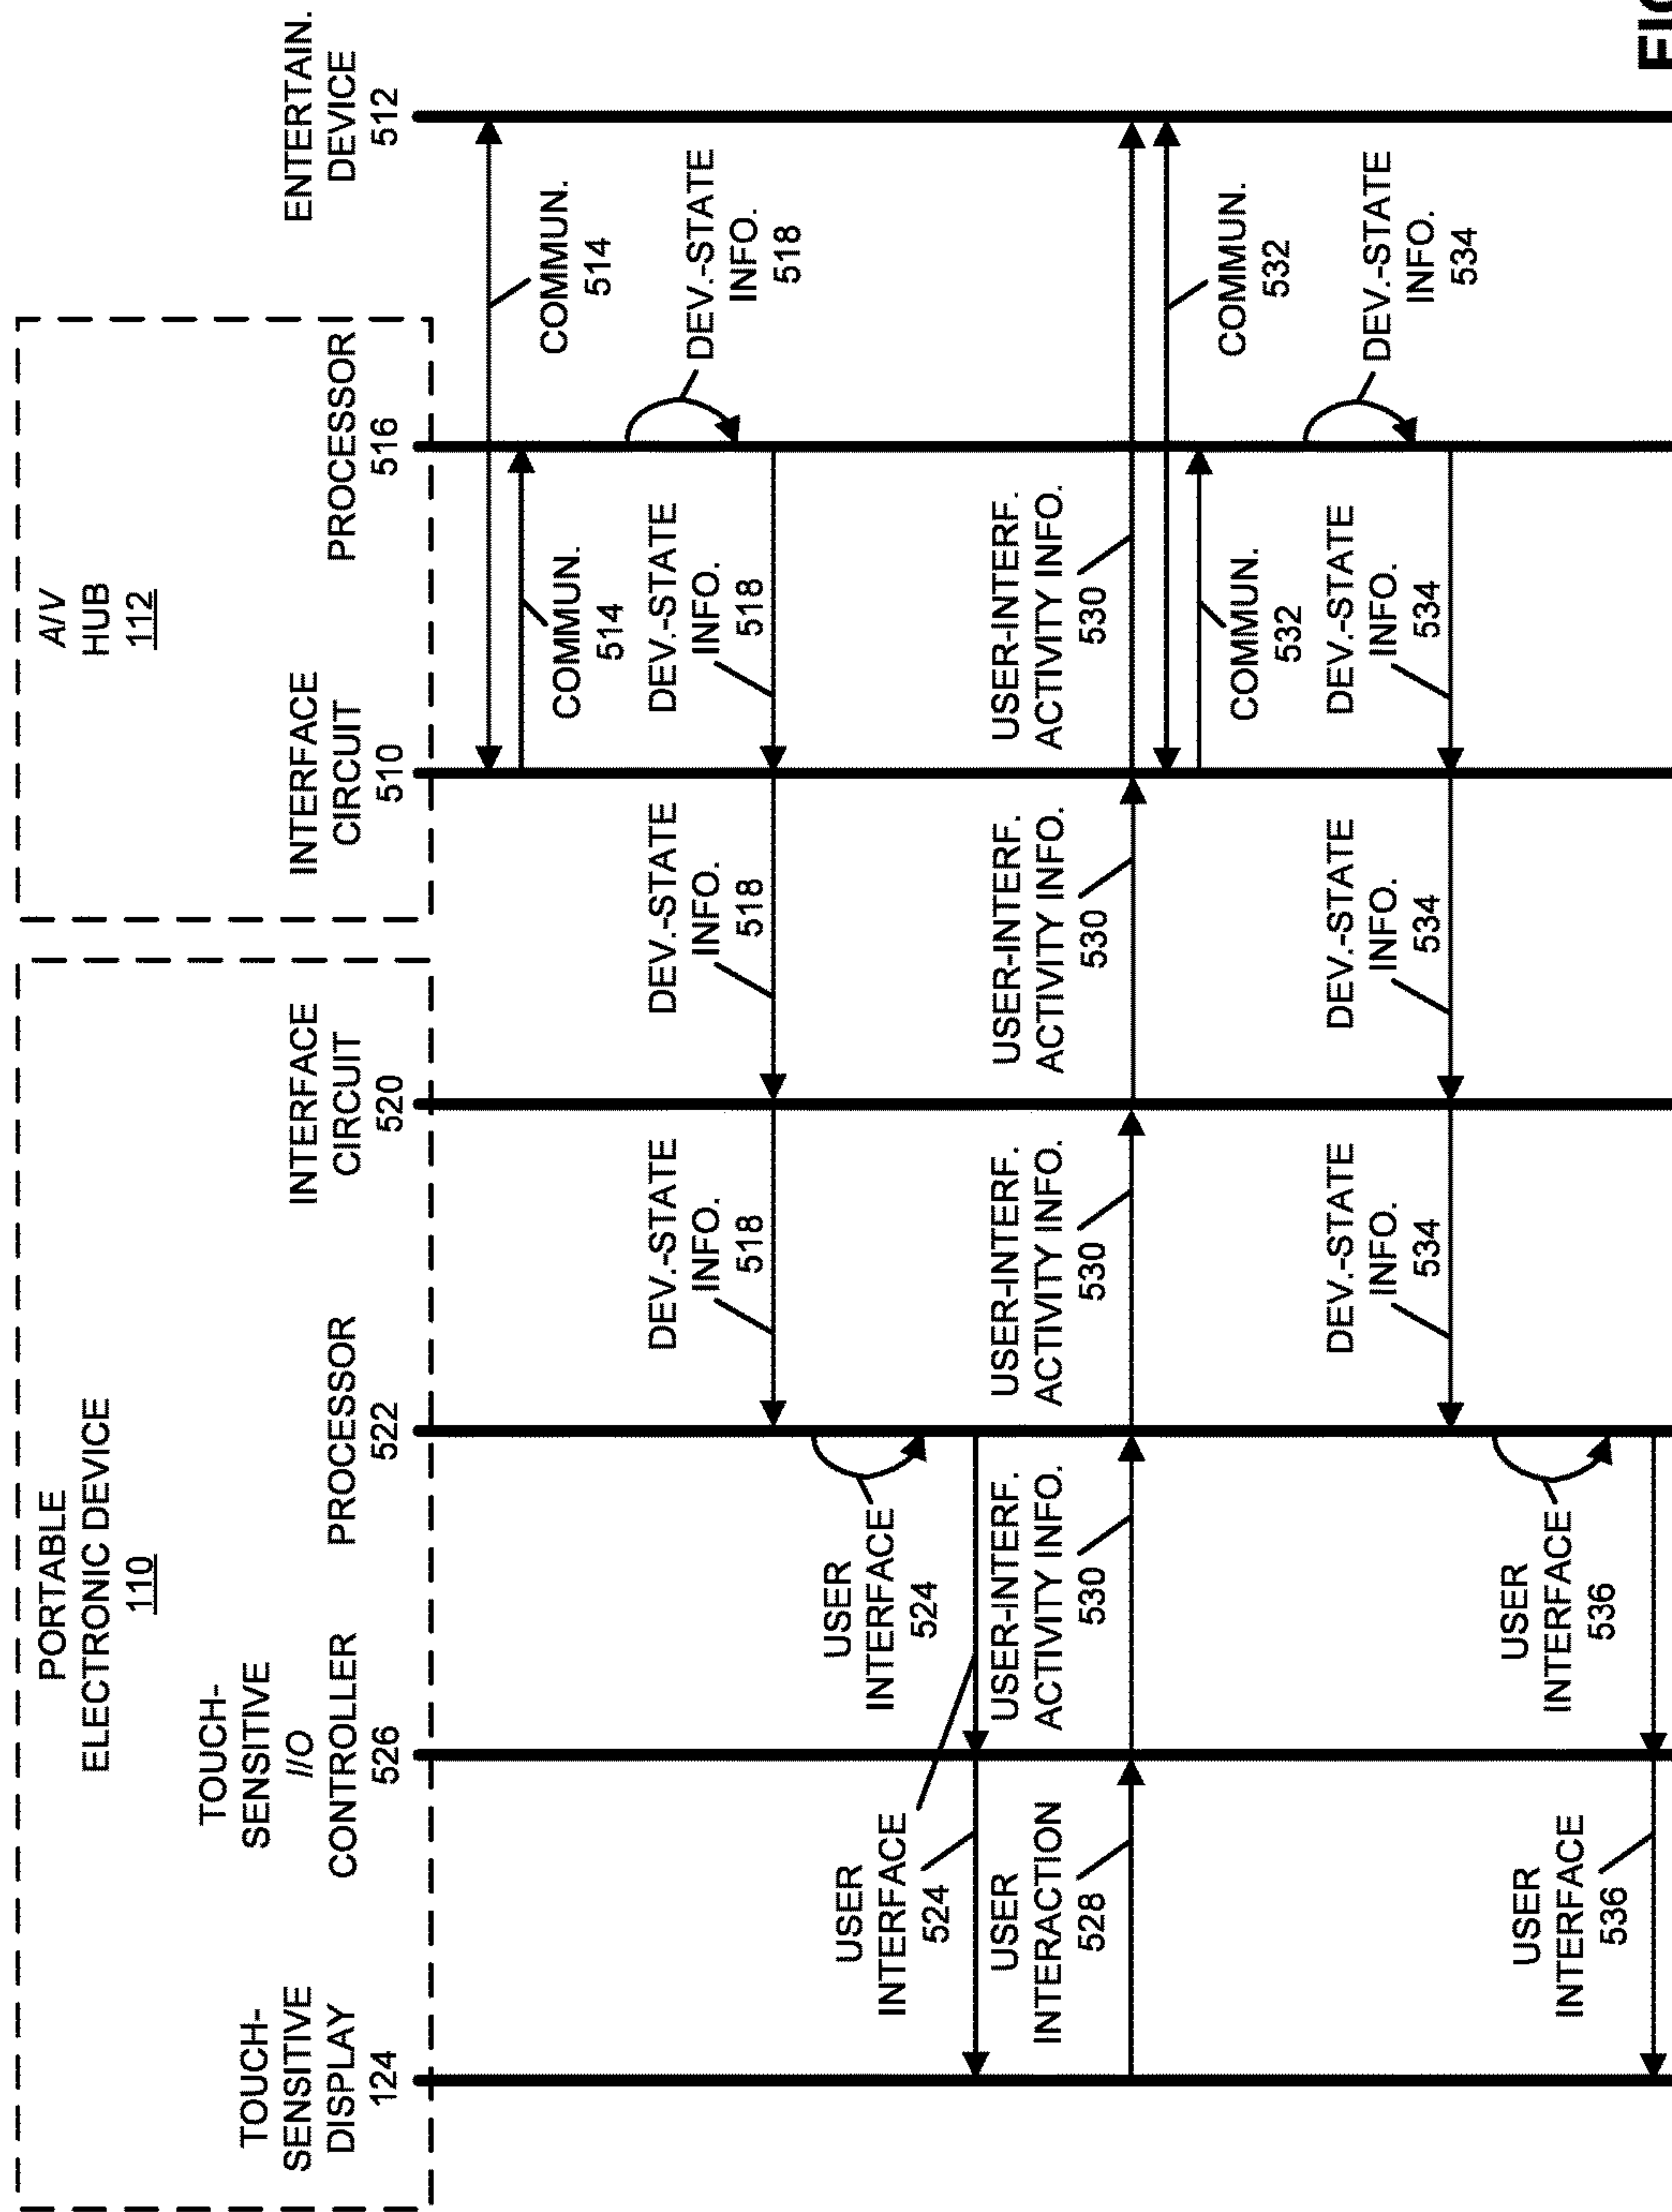 PORTABLE
ELECTRONIC DEVICE
110
A/V
HUB
112
TOUCH-
SENSITIVE
DISPLAY
124
TOUCH-
SENSITIVE
I/O
CONTROLLER
526
PROCESSOR
522
INTERFACE
CIRCUIT
520
INTERFACE
CIRCUIT
510
PROCESSOR
516
ENTERTAIN.
DEVICE
512
COMMUN.
514
COMMUN.
514
DEV.-STATE
INFO.
518
DEV.-STATE
INFO.
518
DEV.-STATE
INFO.
518
DEV.-STATE
INFO.
518
USER
INTERFACE
524
USER
INTERFACE
524
USER
INTERACTION
528
USER-INTERF.
ACTIVITY INFO.
530
USER-INTERF.
ACTIVITY INFO.
530
USER-INTERF.
ACTIVITY INFO.
530
USER-INTERF.
ACTIVITY INFO.
530
COMMUN.
532
COMMUN.
532
DEV.-STATE
INFO.
534
DEV.-STATE
INFO.
534
DEV.-STATE
INFO.
534
DEV.-STATE
INFO.
534
USER
INTERFACE
536
USER
INTERFACE
536